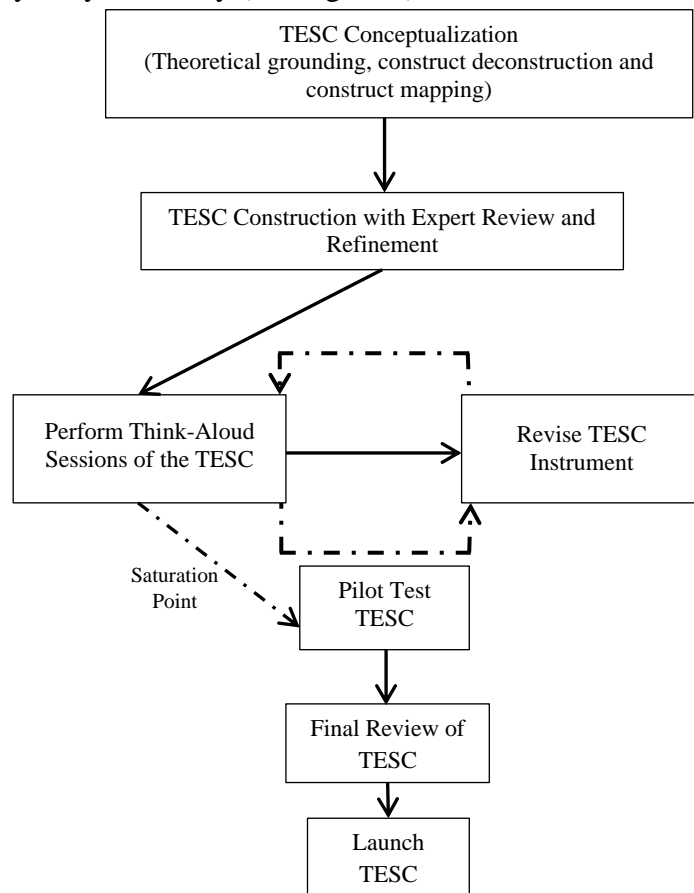 TESC Conceptualization
(Theoretical grounding, construct deconstruction and
construct mapping)
TESC Construction with Expert Review and
Refinement
Perform Think-Aloud
Sessions of the TESC
Revise TESC
Instrument
Saturation
Point
Pilot Test
TESC
Final Review of
TESC
Launch
TESC